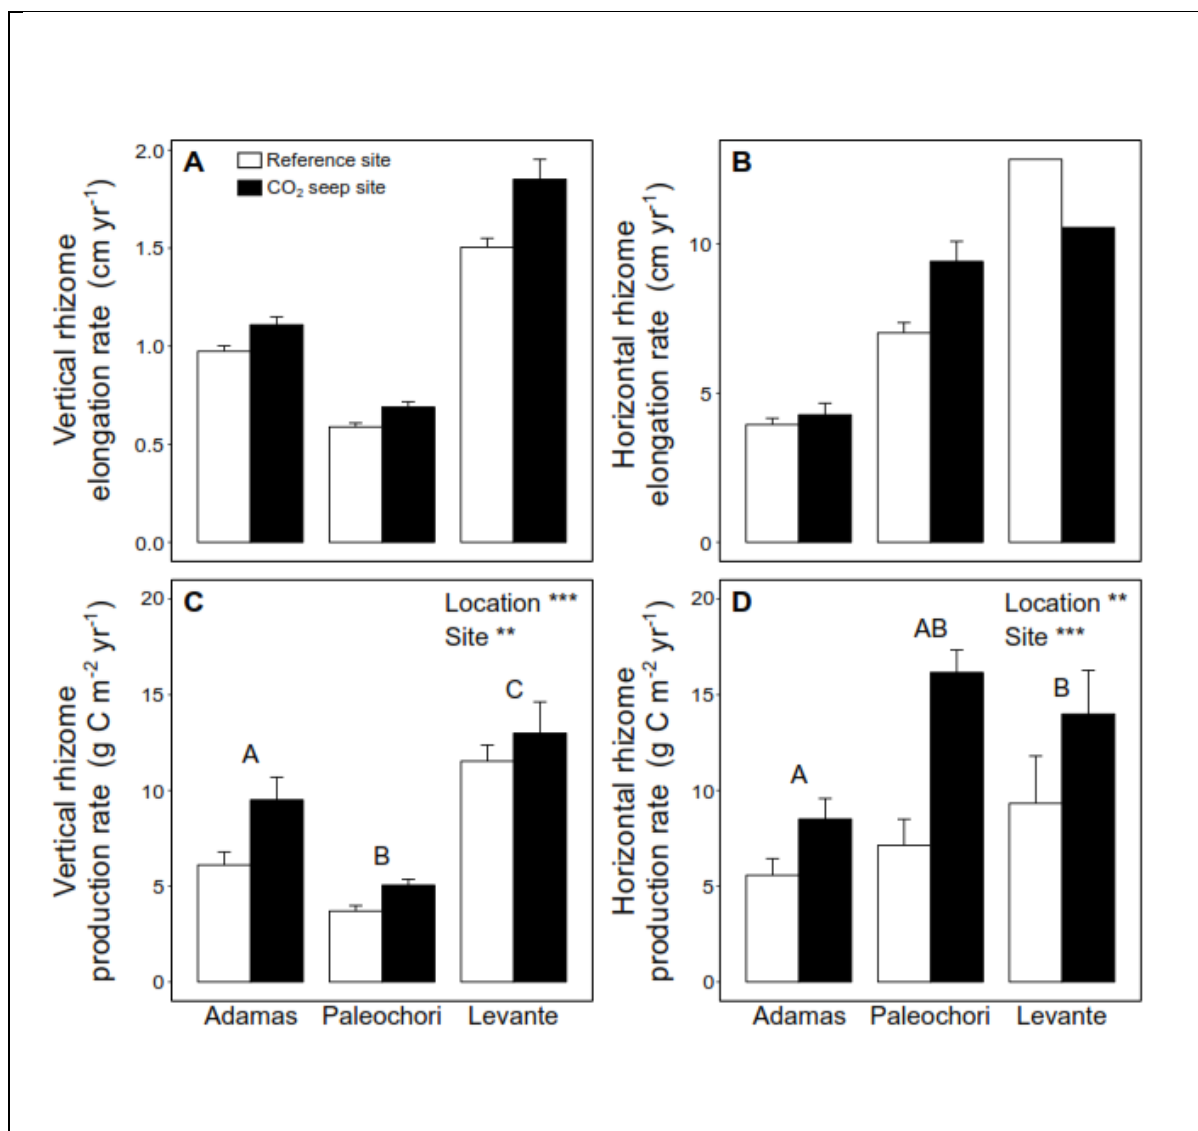 A
Reference site
CO₂ seep site
Vertical rhizome
elongation rate (cm yr⁻¹)
2.0
1.5
1.0
0.5
0.0
B
Horizontal rhizome
elongation rate (cm yr⁻¹)
10
5
0
C
Location ***
Site **
Vertical rhizome
production rate (g C m⁻² yr⁻¹)
20
15
10
5
0
A
B
C
Adamas Paleochori Levante
D
Location **
Site ***
Horizontal rhizome
production rate (g C m⁻² yr⁻¹)
20
15
10
5
0
A
AB
B
Adamas Paleochori Levante